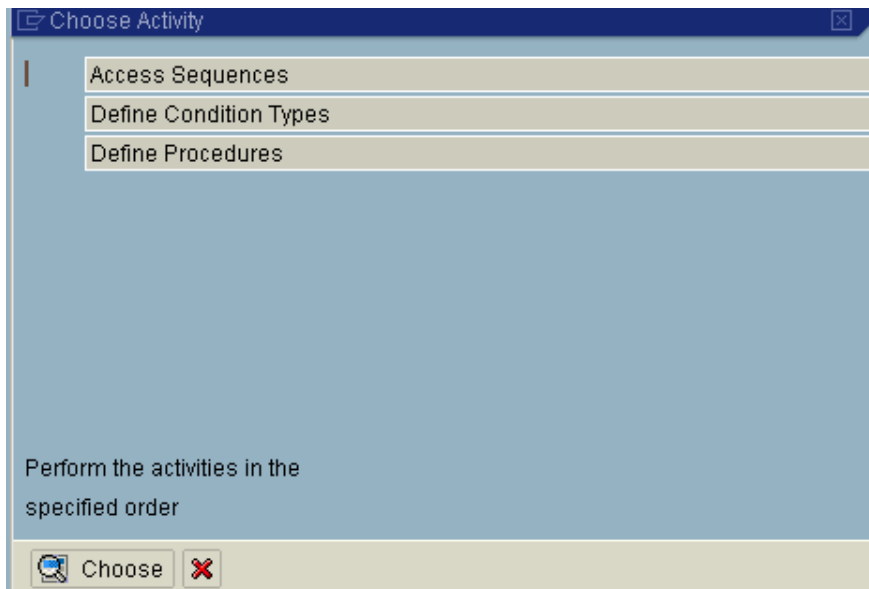 Choose Activity
Access Sequences
Define Condition Types
Define Procedures
Perform the activities in the
specified order
Choose